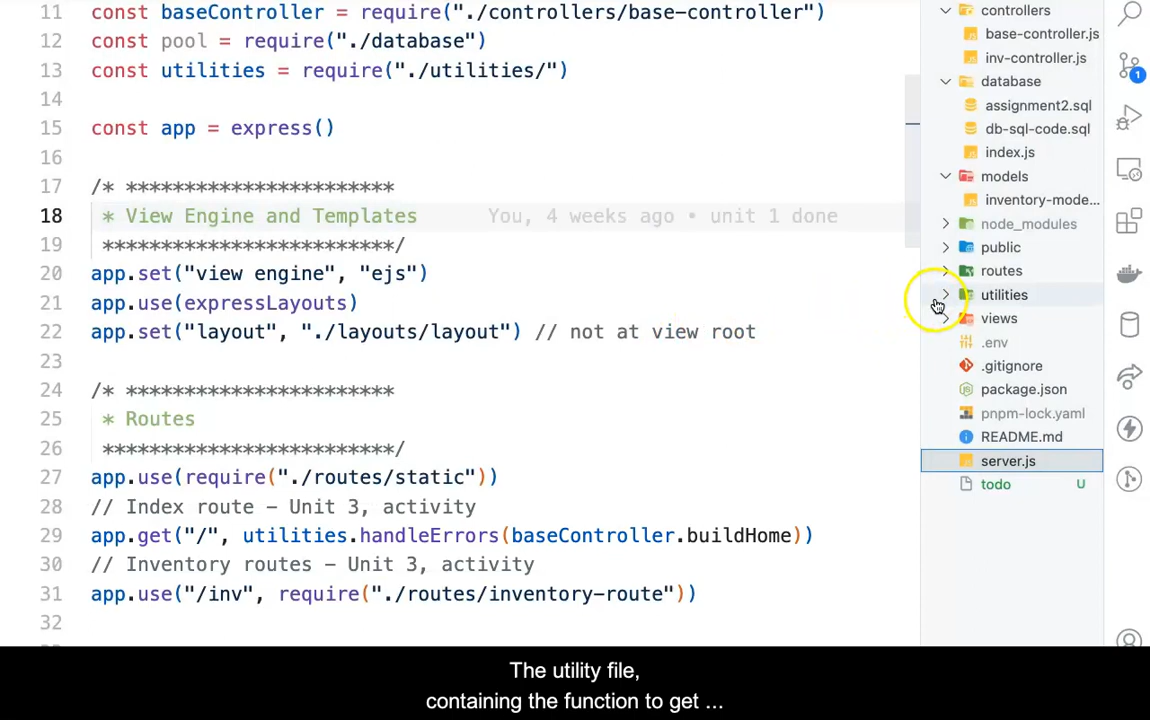 11 const baseController = require("./controllers/base-controller")
12 const pool = require("./database")
13 const utilities = require("./utilities/")
14
15 const app = express()
16
17 /* ***********************
18 * View Engine and Templates You, 4 weeks ago • unit 1 done
19 *************************/
20 app.set("view engine", "ejs")
21 app.use(expressLayouts)
22 app.set("layout", "./layouts/layout") // not at view root
23
24 /* ***********************
25 * Routes
26 *************************/
27 app.use(require("./routes/static"))
28 // Index route - Unit 3, activity
29 app.get("/", utilities.handleErrors(baseController.buildHome))
30 // Inventory routes - Unit 3, activity
31 app.use("/inv", require("./routes/inventory-route"))
32
controllers
base-controller.js
inv-controller.js
database
assignment2.sql
db-sql-code.sql
index.js
models
inventory-mode...
node_modules
public
routes
utilities
views
.env
.gitignore
package.json
pnpm-lock.yaml
README.md
server.js
todo U
1
The utility file,
containing the function to get ...